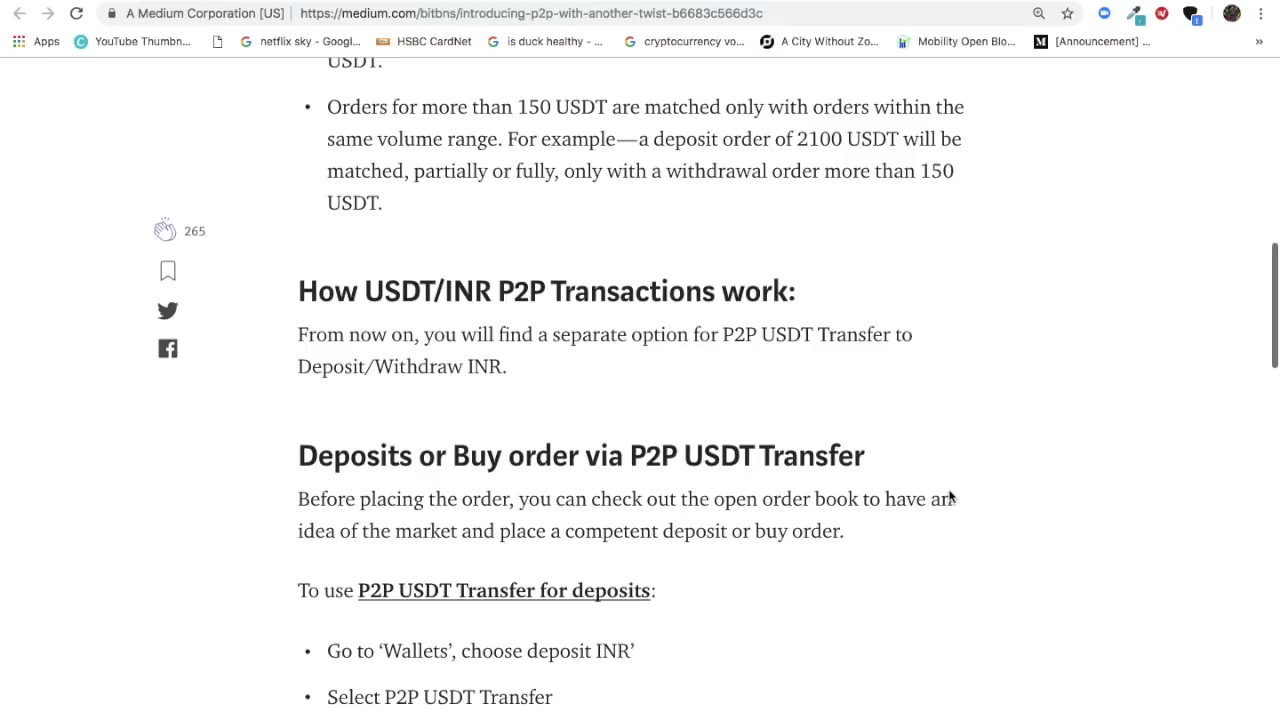 A Medium Corporation [US] | https://medium.com/bitbns/introducing-p2p-with-another-twist-b6683c566d3c
Apps YouTube Thumbn... netflix sky - Googl... HSBC CardNet is duck healthy - ... cryptocurrency vo... A City Without Zo... Mobility Open Blo... [Announcement] ... »
USDT.
• Orders for more than 150 USDT are matched only with orders within the
same volume range. For example—a deposit order of 2100 USDT will be
matched, partially or fully, only with a withdrawal order more than 150
USDT.
265
How USDT/INR P2P Transactions work:
From now on, you will find a separate option for P2P USDT Transfer to
Deposit/Withdraw INR.
Deposits or Buy order via P2P USDT Transfer
Before placing the order, you can check out the open order book to have an
idea of the market and place a competent deposit or buy order.
To use P2P USDT Transfer for deposits:
• Go to ‘Wallets’, choose deposit INR’
• Select P2P USDT Transfer